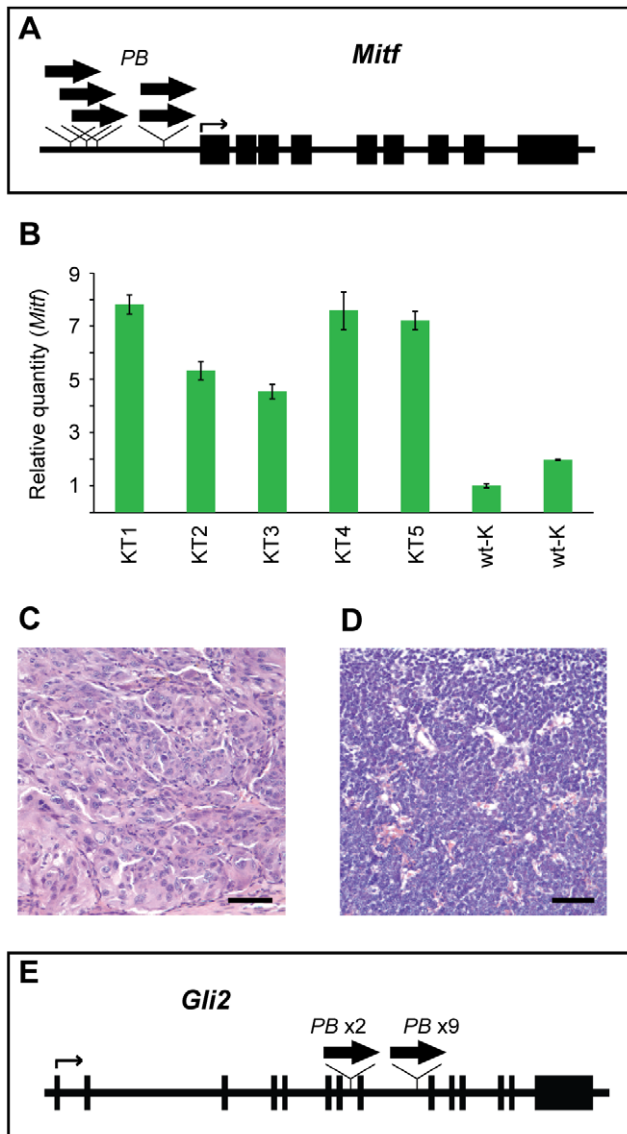 A
PB
Mitf
B
Relative quantity (Mitf)
9
7
5
3
1
KT1
KT2
KT3
KT4
KT5
wt-K
wt-K
C
D
E
Gli2
PB x2
PB x9